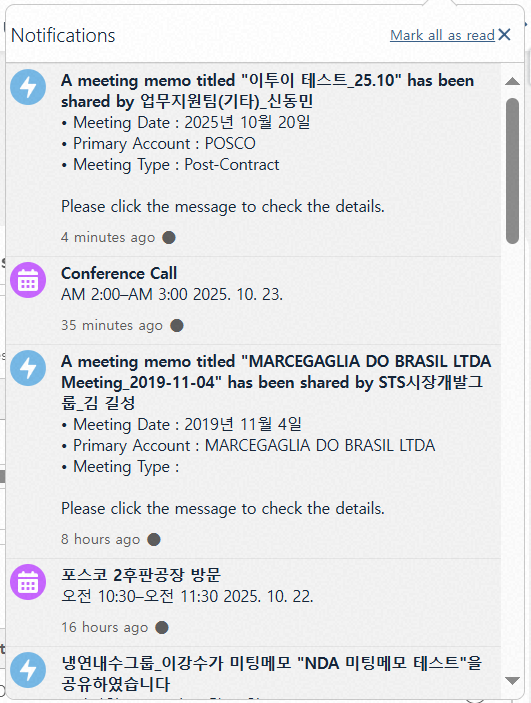 Notifications
Mark all as read
A meeting memo titled "이투이 테스트_25.10" has been
shared by 업무지원팀(기타)_신동민
• Meeting Date : 2025년 10월 20일
• Primary Account : POSCO
• Meeting Type : Post-Contract
Please click the message to check the details.
4 minutes ago
Conference Call
AM 2:00–AM 3:00 2025. 10. 23.
35 minutes ago
A meeting memo titled "MARCEGAGLIA DO BRASIL LTDA
Meeting_2019-11-04" has been shared by STS시장개발그
룹_김 길성
• Meeting Date : 2019년 11월 4일
• Primary Account : MARCEGAGLIA DO BRASIL LTDA
• Meeting Type :
Please click the message to check the details.
8 hours ago
포스코 2후판공장 방문
오전 10:30–오전 11:30 2025. 10. 22.
16 hours ago
냉연내수그룹_이강수가 미팅메모 "NDA 미팅메모 테스트"을
공유하였습니다